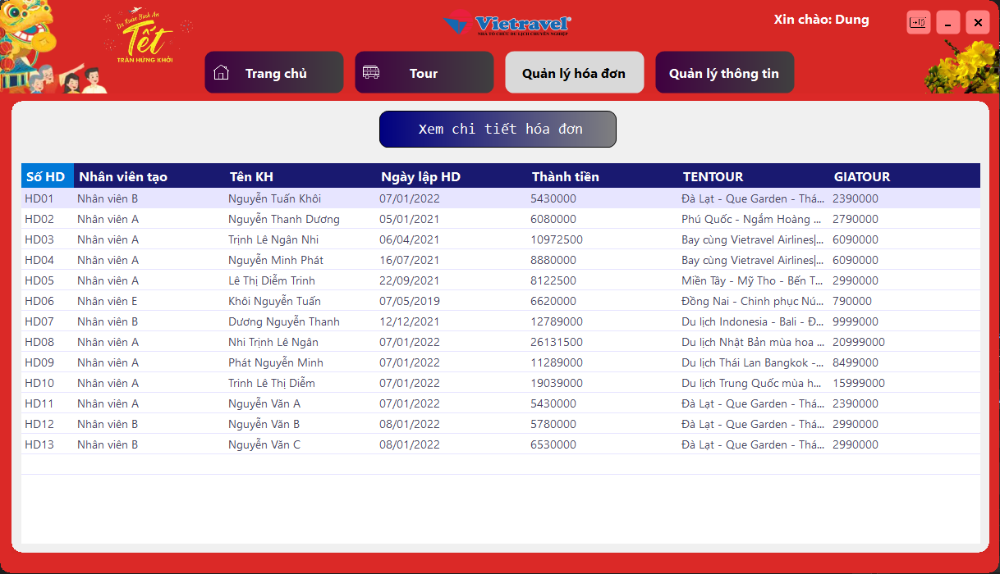 Xin chào: Dung
Vui Xuân Bình An
Tết
TRÀN HỨNG KHỞI
Vietravel®
NHÀ TỔ CHỨC DU LỊCH CHUYÊN NGHIỆP
Trang chủ
Tour
Quản lý hóa đơn
Quản lý thông tin
Xem chi tiết hóa đơn
Số HD Nhân viên tạo Tên KH Ngày lập HD Thành tiền TENTOUR GIATOUR
HD01 Nhân viên B Nguyễn Tuấn Khôi 07/01/2022 5430000 Đà Lạt - Que Garden - Thá... 2390000
HD02 Nhân viên A Nguyễn Thanh Dương 05/01/2021 6080000 Phú Quốc - Ngắm Hoàng ... 2790000
HD03 Nhân viên A Trịnh Lê Ngân Nhi 06/04/2021 10972500 Bay cùng Vietravel Airlines|... 6090000
HD04 Nhân viên A Nguyễn Minh Phát 16/07/2021 8880000 Bay cùng Vietravel Airlines|... 6090000
HD05 Nhân viên A Lê Thị Diễm Trinh 22/09/2021 8122500 Miền Tây - Mỹ Tho - Bến T... 2990000
HD06 Nhân viên E Khôi Nguyễn Tuấn 07/05/2019 6620000 Đồng Nai - Chinh phục Nú... 790000
HD07 Nhân viên B Dương Nguyễn Thanh 12/12/2021 12789000 Du lịch Indonesia - Bali - Đ... 9999000
HD08 Nhân viên A Nhi Trịnh Lê Ngân 07/01/2022 26131500 Du lịch Nhật Bản mùa hoa ... 20999000
HD09 Nhân viên A Phát Nguyễn Minh 07/01/2022 11289000 Du lịch Thái Lan Bangkok -... 8499000
HD10 Nhân viên A Trinh Lê Thị Diễm 07/01/2022 19039000 Du lịch Trung Quốc mùa h... 15999000
HD11 Nhân viên A Nguyễn Văn A 07/01/2022 5430000 Đà Lạt - Que Garden - Thá... 2390000
HD12 Nhân viên B Nguyễn Văn B 08/01/2022 5780000 Đà Lạt - Que Garden - Thá... 2990000
HD13 Nhân viên B Nguyễn Văn C 08/01/2022 6530000 Đà Lạt - Que Garden - Thá... 2990000